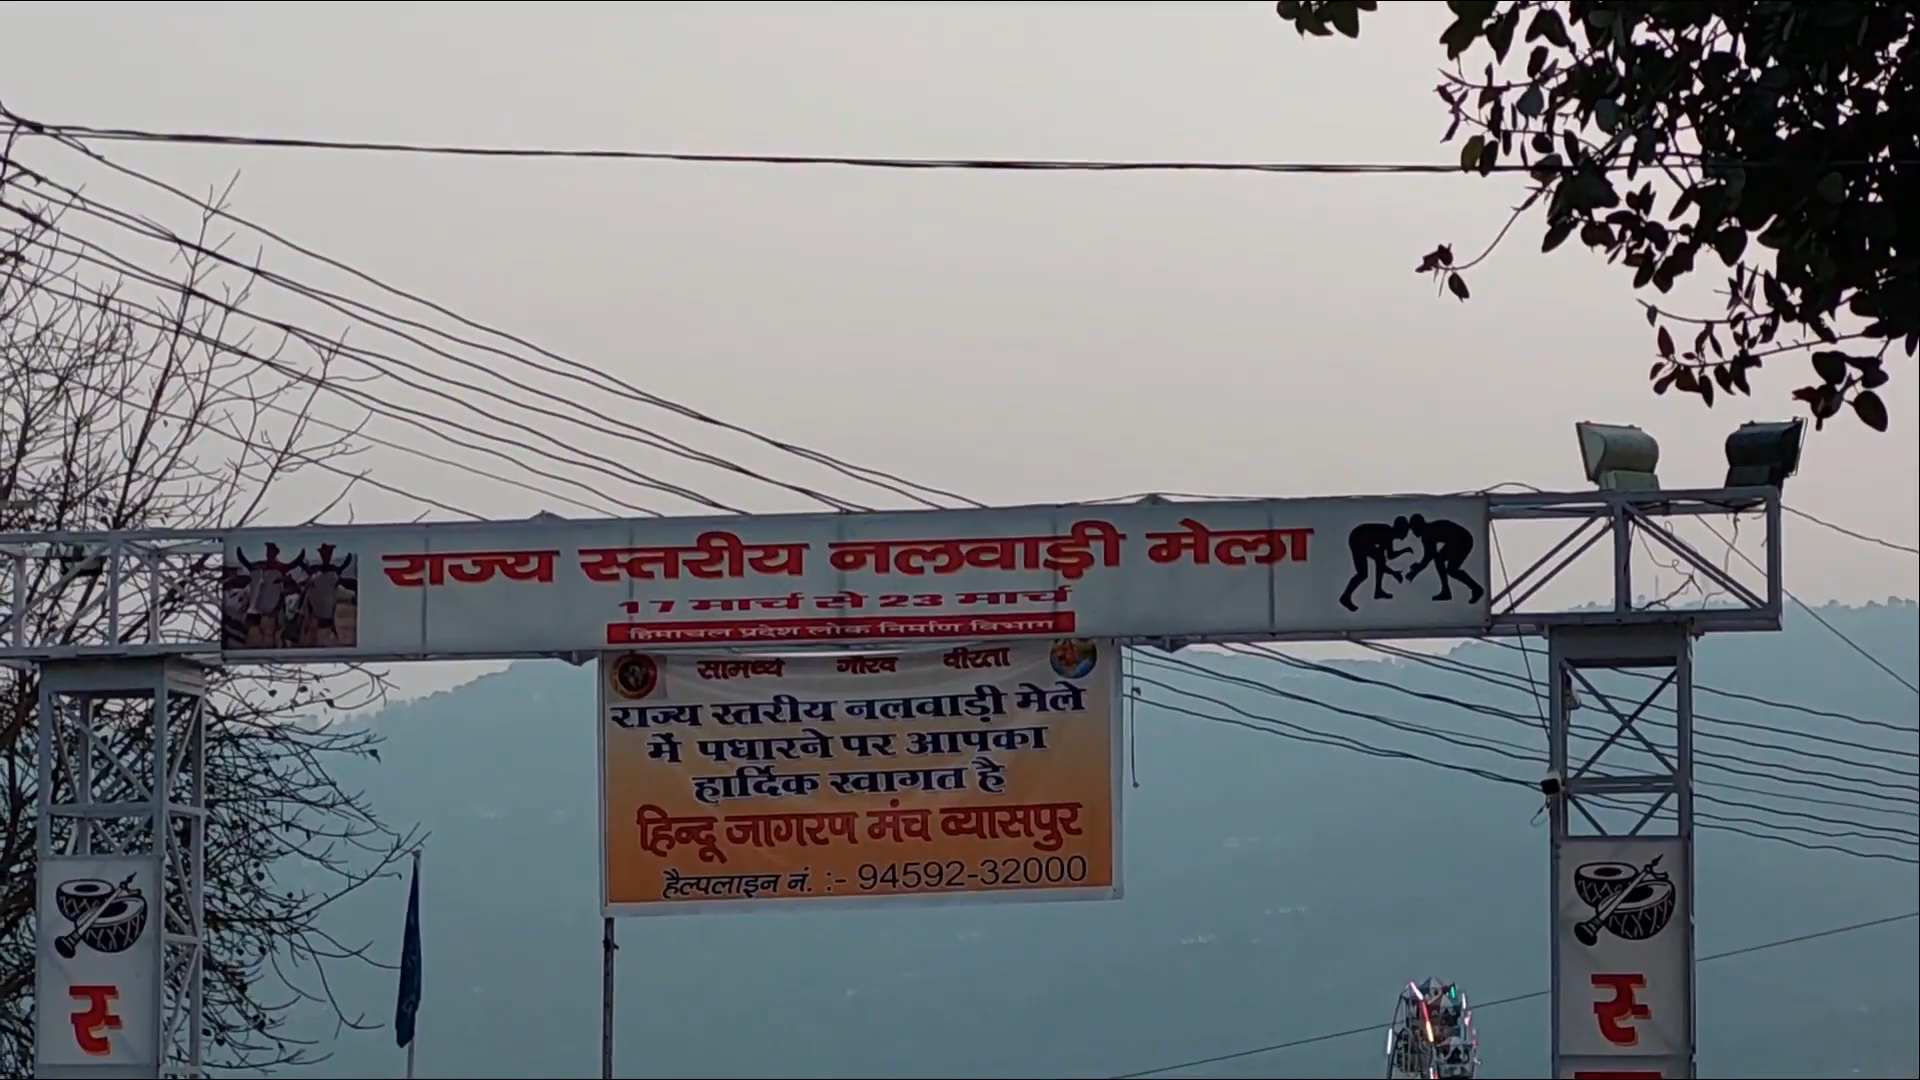 राज्य स्तरीय नलवाड़ी मेला
17 मार्च से 23 मार्च
हिमाचल प्रदेश लोक निर्माण विभाग
सामर्थ्य गौरव वीरता
राज्य स्तरीय नलवाड़ी मेले
में पधारने पर आपका
हार्दिक स्वागत है
हिन्दू जागरण मंच व्यासपुर
हैल्पलाइन नं. :- 94592-32000
स्
स्